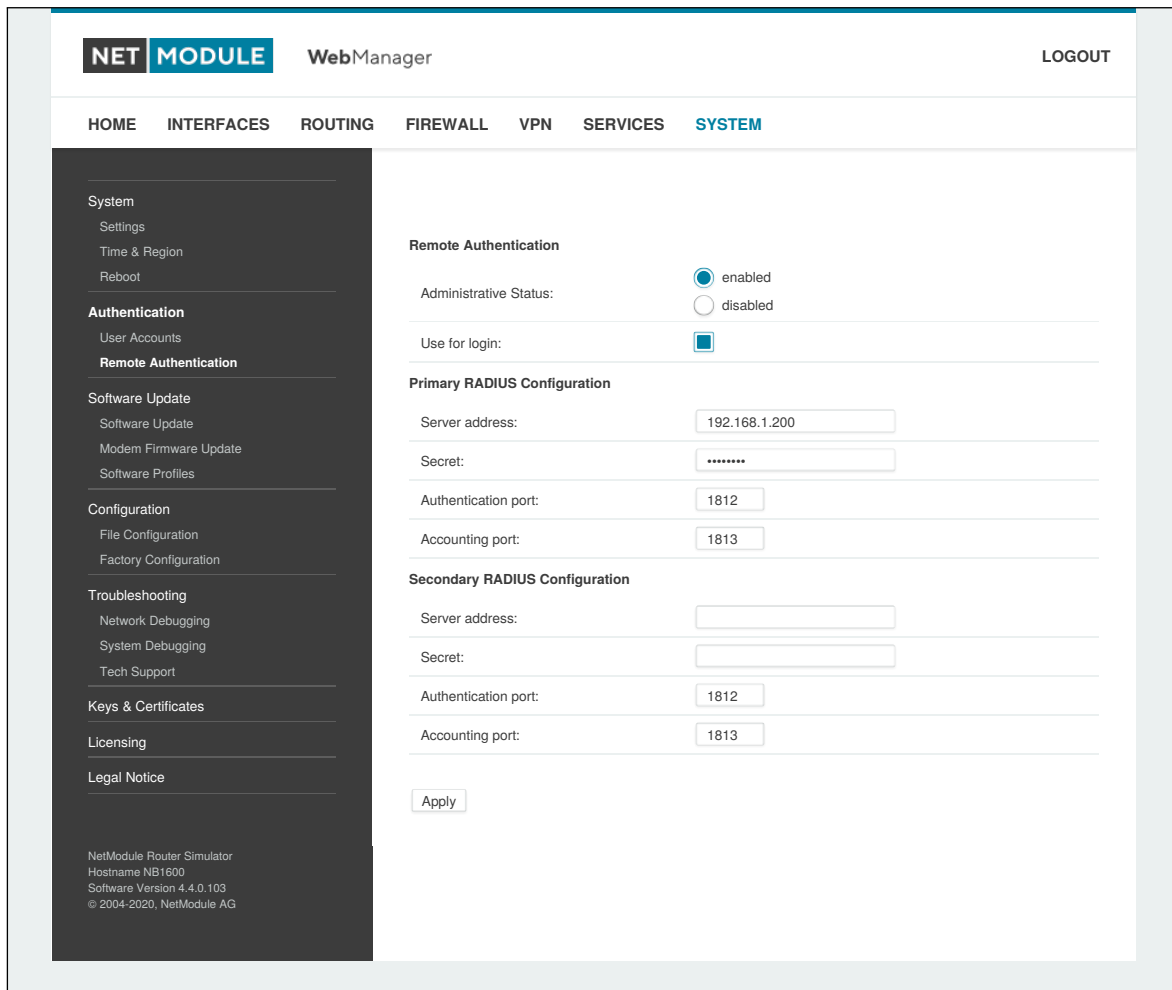 NET MODULE WebManager LOGOUT
HOME INTERFACES ROUTING FIREWALL VPN SERVICES SYSTEM
System
Settings
Time & Region
Reboot
Authentication
User Accounts
Remote Authentication
Software Update
Software Update
Modem Firmware Update
Software Profiles
Configuration
File Configuration
Factory Configuration
Troubleshooting
Network Debugging
System Debugging
Tech Support
Keys & Certificates
Licensing
Legal Notice
NetModule Router Simulator
Hostname NB1600
Software Version 4.4.0.103
© 2004-2020, NetModule AG
Remote Authentication
Administrative Status:
enabled
disabled
Use for login:
Primary RADIUS Configuration
Server address: 192.168.1.200
Secret: ••••••••
Authentication port: 1812
Accounting port: 1813
Secondary RADIUS Configuration
Server address:
Secret:
Authentication port: 1812
Accounting port: 1813
Apply